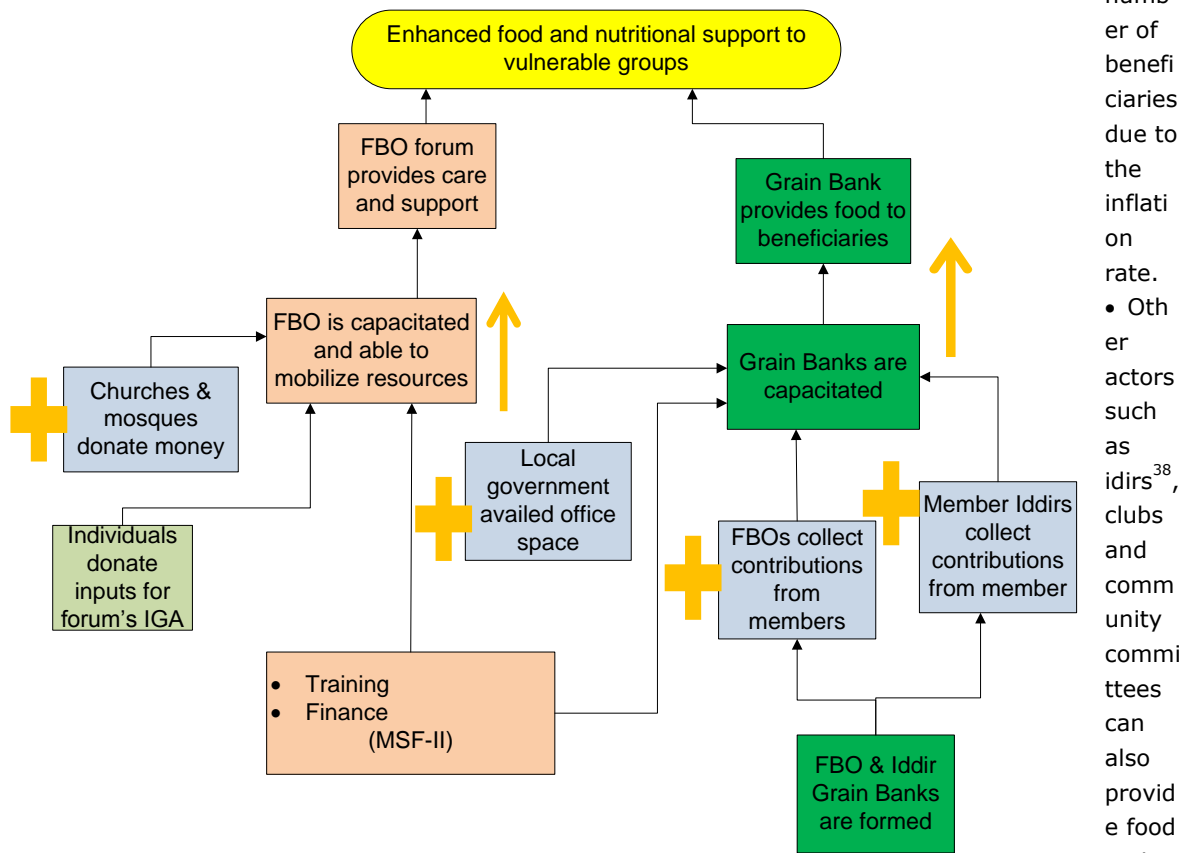 Enhanced food and nutritional support to
vulnerable groups
FBO forum
provides care
and support
Grain Bank
provides food to
beneficiaries
FBO is capacitated
and able to
mobilize resources
Grain Banks are
capacitated
Churches &
mosques
donate money
Local
government
availed office
space
Member Iddirs
collect
contributions
from member
FBOs collect
contributions
from
members
Individuals
donate
inputs for
forum's IGA
• Training
• Finance
(MSF-II)
FBO & Iddir
Grain Banks
are formed
er of
benefi
ciaries
due to
the
inflati
on
rate.
• Oth
er
actors
such
as
idirs38,
clubs
and
comm
unity
commi
ttees
can
also
provid
e food